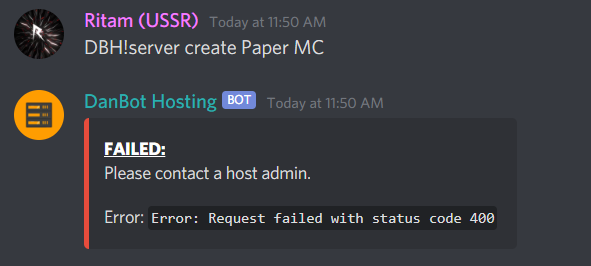 Ritam (USSR) Today at 11:50 AM
DBH!server create Paper MC
DanBot Hosting BOT Today at 11:50 AM
FAILED:
Please contact a host admin.
Error: Error: Request failed with status code 400